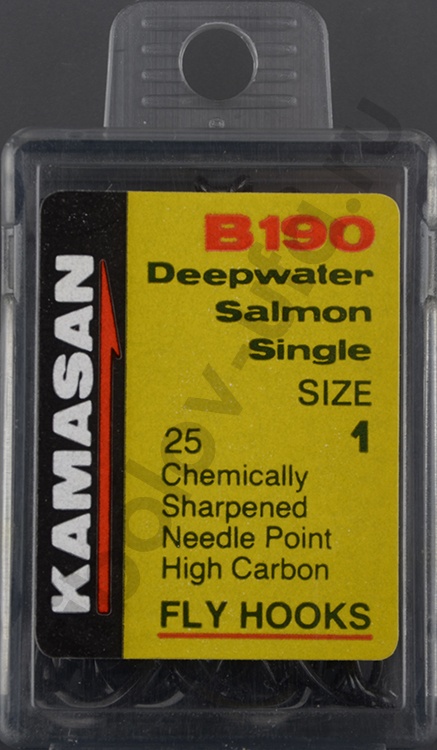 KAMASAN
B190
Deepwater
Salmon
Single
SIZE
25 1
Chemically
Sharpened
Needle Point
High Carbon
FLY HOOKS